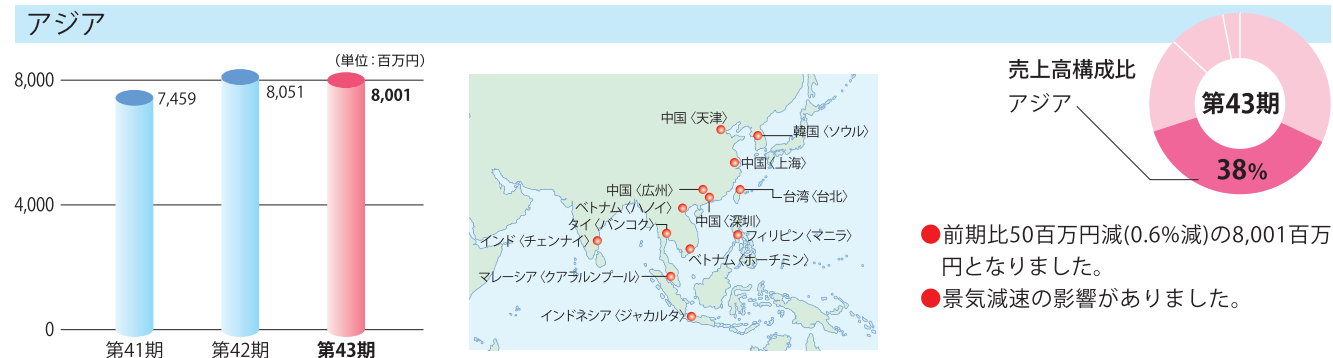 アジア
(単位:百万円)
8,000
4,000
0
7,459
8,051
8,001
第41期
第42期
第43期
中国〈天津〉
韓国〈ソウル〉
中国〈上海〉
中国〈広州〉
台湾〈台北〉
ベトナム〈ハノイ〉
中国〈深圳〉
タイ〈バンコク〉
フィリピン〈マニラ〉
インド〈チェンナイ〉
ベトナム〈ホーチミン〉
マレーシア〈クアラルンプール〉
インドネシア〈ジャカルタ〉
売上高構成比
アジア
第43期
38%
●前期比50百万円減(0.6%減)の8,001百万
円となりました。
●景気減速の影響がありました。